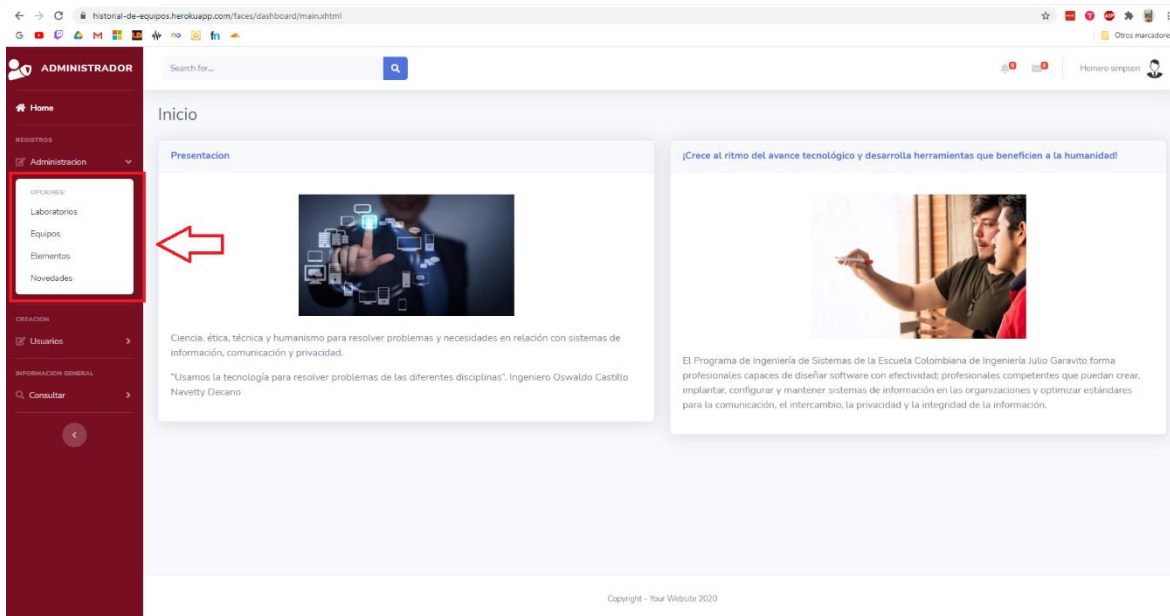 historial-de-equipos.herokuapp.com/faces/dashboard/main.xhtml
Otros marcadores
ADMINISTRADOR
Search for...
0
0
Homero simpson
Home
Inicio
REGISTROS
Administracion
OPCIONES:
Laboratorios
Equipos
Elementos
Novedades
CREACION
Usuarios
INFORMACION GENERAL
Consultar
Presentacion
Ciencia, ética, técnica y humanismo para resolver problemas y necesidades en relación con sistemas de
información, comunicación y privacidad.
"Usamos la tecnología para resolver problemas de las diferentes disciplinas". Ingeniero Oswaldo Castillo
Navetty Decano
¡Crece al ritmo del avance tecnológico y desarrolla herramientas que beneficien a la humanidad!
El Programa de Ingeniería de Sistemas de la Escuela Colombiana de Ingeniería Julio Garavito forma
profesionales capaces de diseñar software con efectividad; profesionales competentes que puedan crear,
implantar, configurar y mantener sistemas de información en las organizaciones y optimizar estándares
para la comunicación, el intercambio, la privacidad y la integridad de la información.
Copyright - Your Website 2020